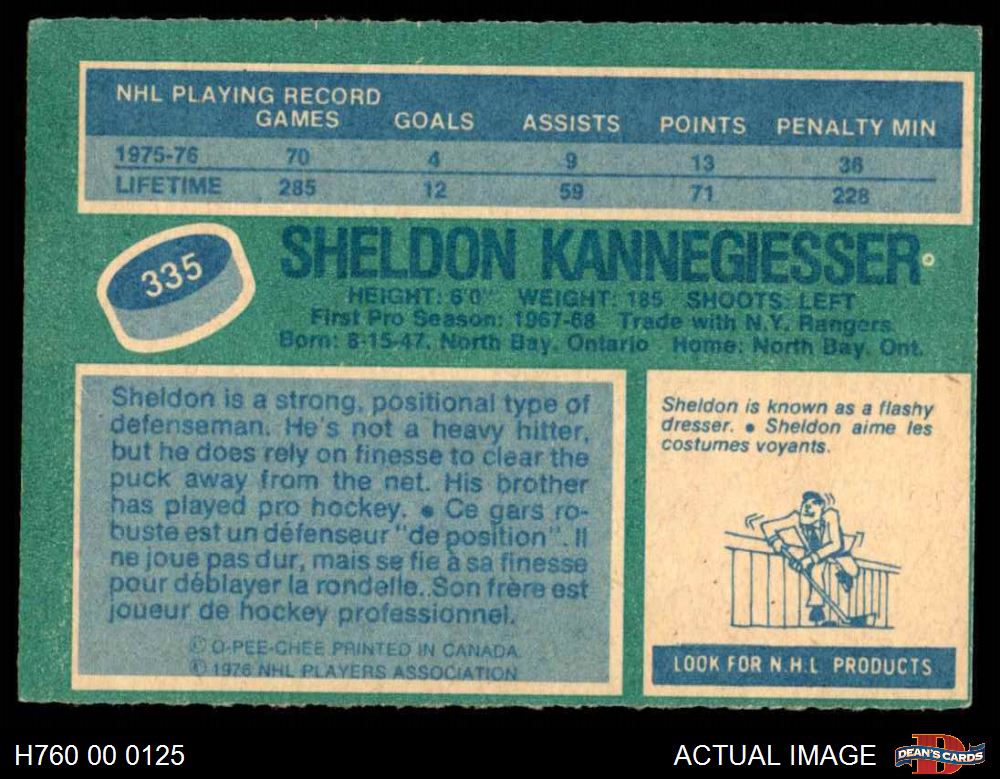 NHL PLAYING RECORD
GAMES GOALS ASSISTS POINTS PENALTY MIN
1975-76 70 4 9 13 36
LIFETIME 285 12 59 71 228
335
SHELDON KANNEGIESSER
HEIGHT: 6'0" WEIGHT: 185 SHOOTS: LEFT
First Pro Season: 1967-68 Trade with N.Y. Rangers.
Born: 8-15-47, North Bay, Ontario Home: North Bay, Ont.
Sheldon is a strong, positional type of
defenseman. He's not a heavy hitter,
but he does rely on finesse to clear the
puck away from the net. His brother
has played pro hockey. • Ce gars ro-
buste est un défenseur "de position". Il
ne joue pas dur, mais se fie à sa finesse
pour déblayer la rondelle. Son frère est
joueur de hockey professionnel.
© O-PEE-CHEE PRINTED IN CANADA
© 1976 NHL PLAYERS ASSOCIATION
Sheldon is known as a flashy
dresser. • Sheldon aime les
costumes voyants.
LOOK FOR N.H.L PRODUCTS
H760 00 0125
ACTUAL IMAGE
D
DEAN'S CARDS